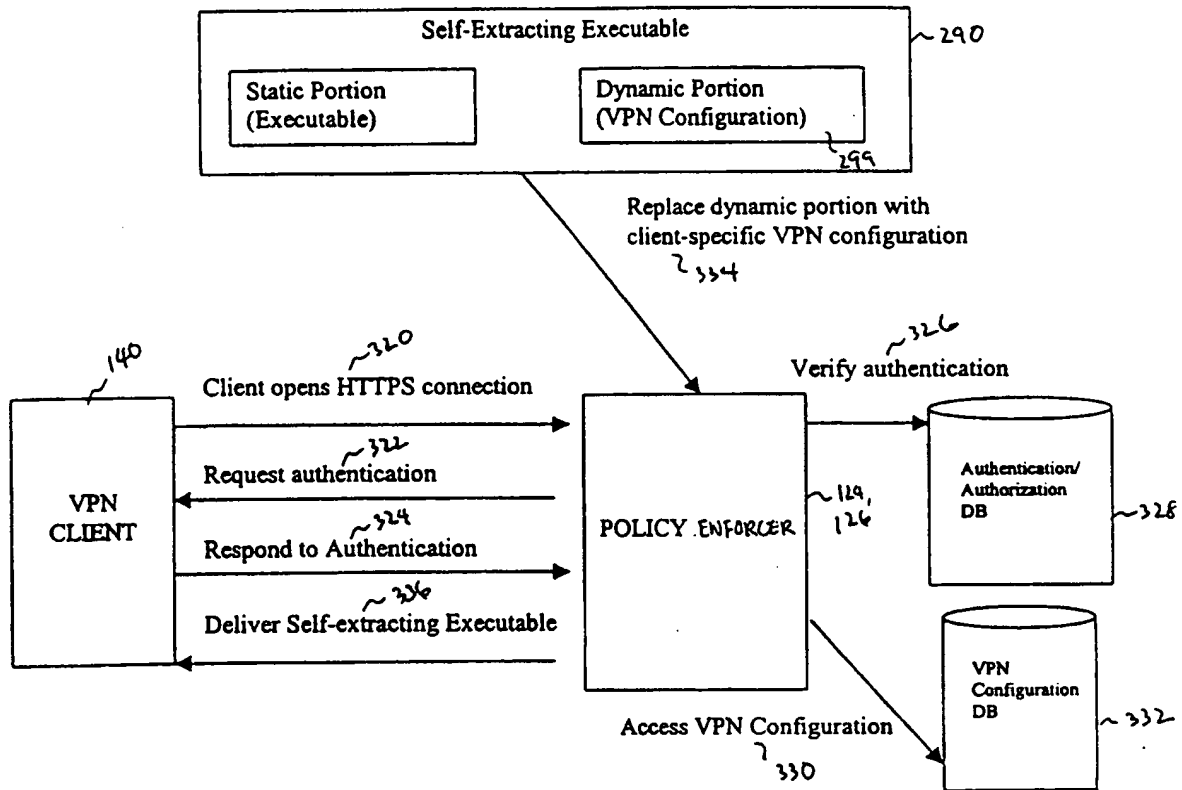 Self-Extracting Executable
290
Static Portion
(Executable)
Dynamic Portion
(VPN Configuration)
299
Replace dynamic portion with
client-specific VPN configuration
334
326
Verify authentication
140
320
Client opens HTTPS connection
322
Request authentication
324
Respond to Authentication
336
Deliver Self-extracting Executable
VPN
CLIENT
POLICY ENFORCER
124,
126
Authentication/
Authorization
DB
328
VPN
Configuration
DB
332
Access VPN Configuration
330